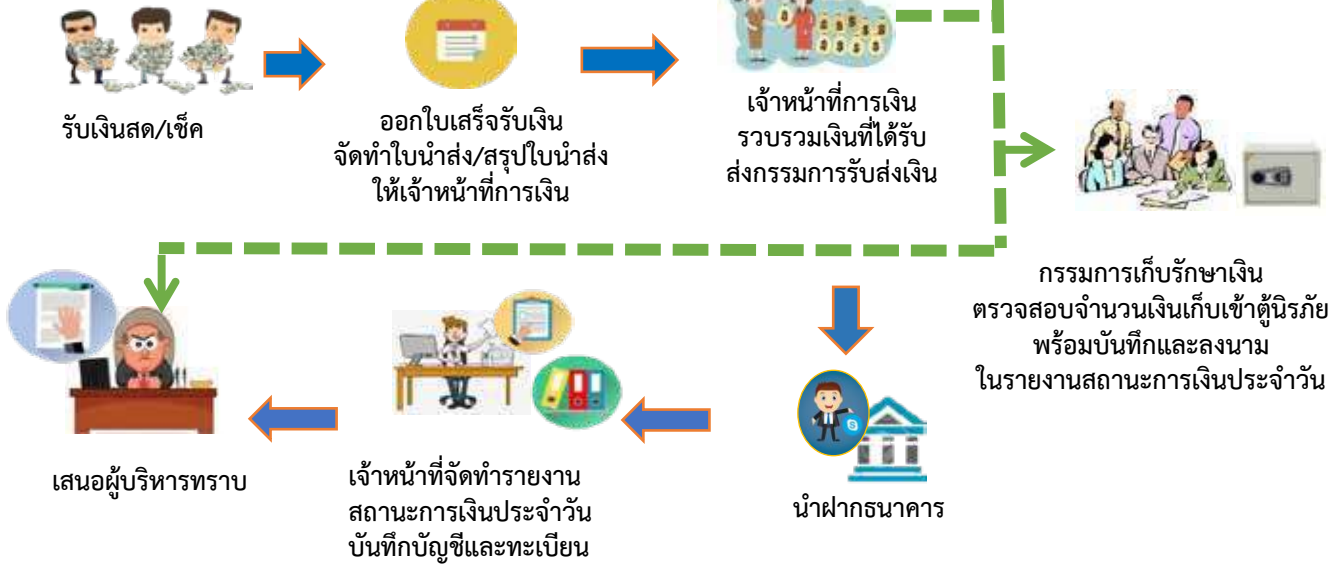 รับเงินสด/เช็ค
ออกใบเสร็จรับเงิน
จัดทำใบนำส่ง/สรุปใบนำส่ง
ให้เจ้าหน้าที่การเงิน
เจ้าหน้าที่การเงิน
รวบรวมเงินที่ได้รับ
ส่งกรรมการรับส่งเงิน
กรรมการเก็บรักษาเงิน
ตรวจสอบจำนวนเงินเก็บเข้าตู้นิรภัย
พร้อมบันทึกและลงนาม
ในรายงานสถานะการเงินประจำวัน
เสนอผู้บริหารทราบ
เจ้าหน้าที่จัดทำรายงาน
สถานะการเงินประจำวัน
บันทึกบัญชีและทะเบียน
นำฝากธนาคาร